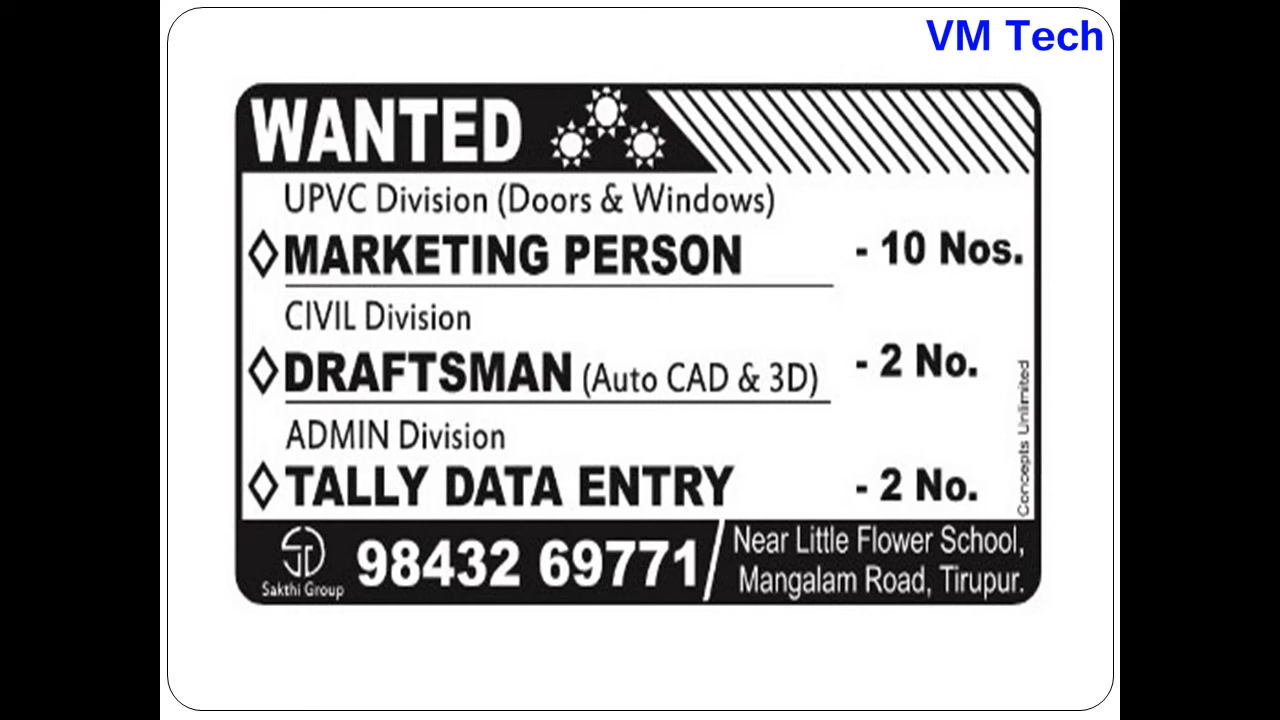 VM Tech
WANTED
UPVC Division (Doors & Windows)
◊ MARKETING PERSON - 10 Nos.
CIVIL Division
◊ DRAFTSMAN (Auto CAD & 3D) - 2 No.
ADMIN Division
◊ TALLY DATA ENTRY - 2 No.
Concepts Unlimited
Sakthi Group
98432 69771
Near Little Flower School,
Mangalam Road, Tirupur.